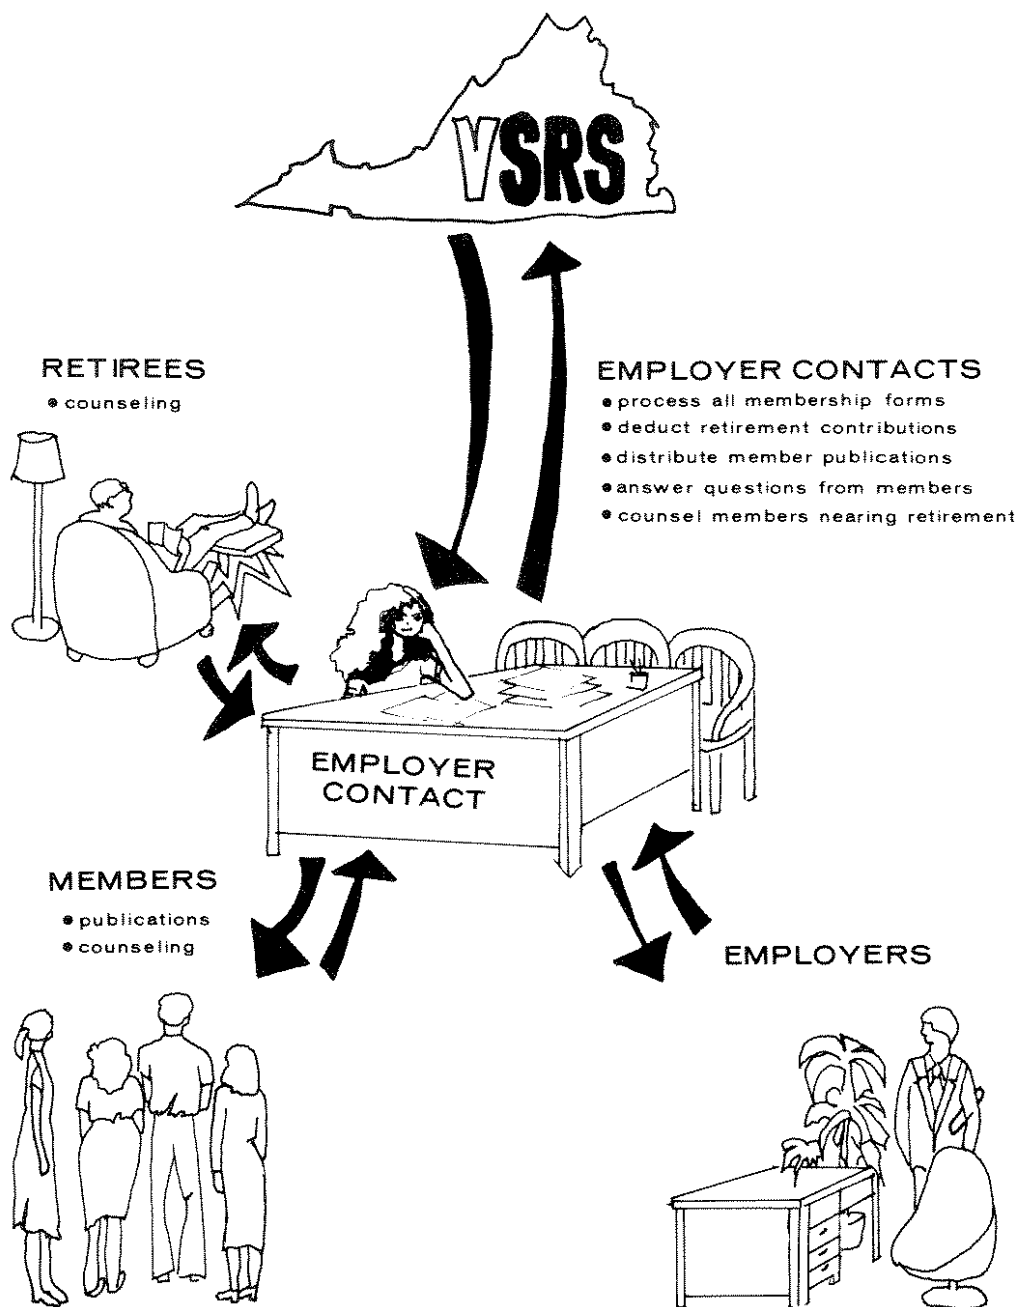 VSRS
RETIREES
• counseling
EMPLOYER CONTACTS
• process all membership forms
• deduct retirement contributions
• distribute member publications
• answer questions from members
• counsel members nearing retirement
EMPLOYER
CONTACT
MEMBERS
• publications
• counseling
EMPLOYERS